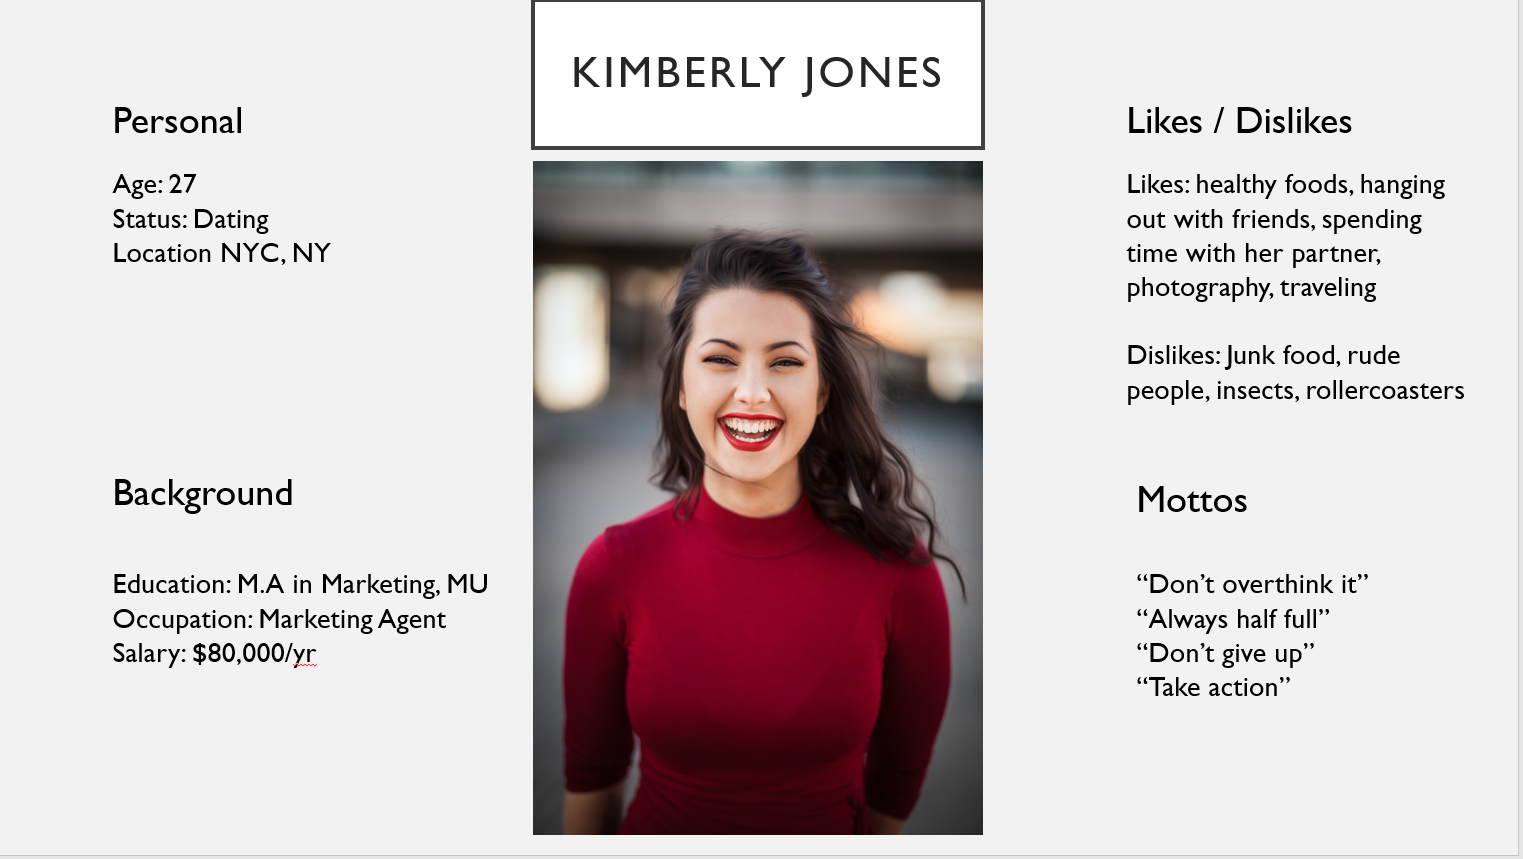 KIMBERLY JONES
Personal
Age: 27
Status: Dating
Location NYC, NY
Background
Education: M.A in Marketing, MU
Occupation: Marketing Agent
Salary: $80,000/yr
Likes / Dislikes
Likes: healthy foods, hanging
out with friends, spending
time with her partner,
photography, traveling
Dislikes: Junk food, rude
people, insects, rollercoasters
Mottos
“Don’t overthink it”
“Always half full”
“Don’t give up”
“Take action”